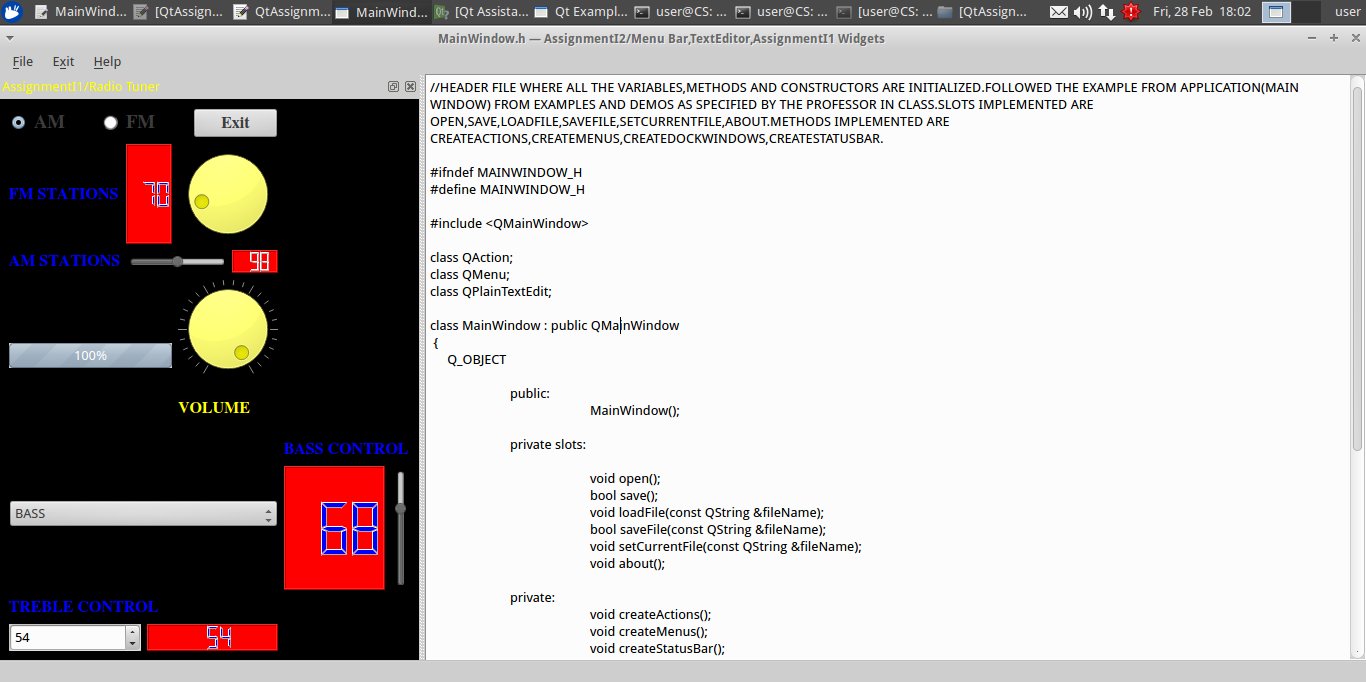 MainWind... [QtAssign... QtAssignm... MainWind... [Qt Assista... Qt Exampl... user@CS: ... user@CS: ... [user@CS: ... [QtAssign... Fri, 28 Feb 18:02 user
MainWindow.h — AssignmentI2/Menu Bar,TextEditor,AssignmentI1 Widgets
File Exit Help
AssignmentI1/Radio Tuner
AM FM Exit
FM STATIONS 70
AM STATIONS 98
100%
VOLUME
BASS CONTROL
BASS 68
TREBLE CONTROL
54 54
//HEADER FILE WHERE ALL THE VARIABLES,METHODS AND CONSTRUCTORS ARE INITIALIZED.FOLLOWED THE EXAMPLE FROM APPLICATION(MAIN
WINDOW) FROM EXAMPLES AND DEMOS AS SPECIFIED BY THE PROFESSOR IN CLASS.SLOTS IMPLEMENTED ARE
OPEN,SAVE,LOADFILE,SAVEFILE,SETCURRENTFILE,ABOUT.METHODS IMPLEMENTED ARE
CREATEACTIONS,CREATEMENUS,CREATEDOCKWINDOWS,CREATESTATUSBAR.
#ifndef MAINWINDOW_H
#define MAINWINDOW_H
#include <QMainWindow>
class QAction;
class QMenu;
class QPlainTextEdit;
class MainWindow : public QMainWindow
{
Q_OBJECT
public:
MainWindow();
private slots:
void open();
bool save();
void loadFile(const QString &fileName);
bool saveFile(const QString &fileName);
void setCurrentFile(const QString &fileName);
void about();
private:
void createActions();
void createMenus();
void createStatusBar();